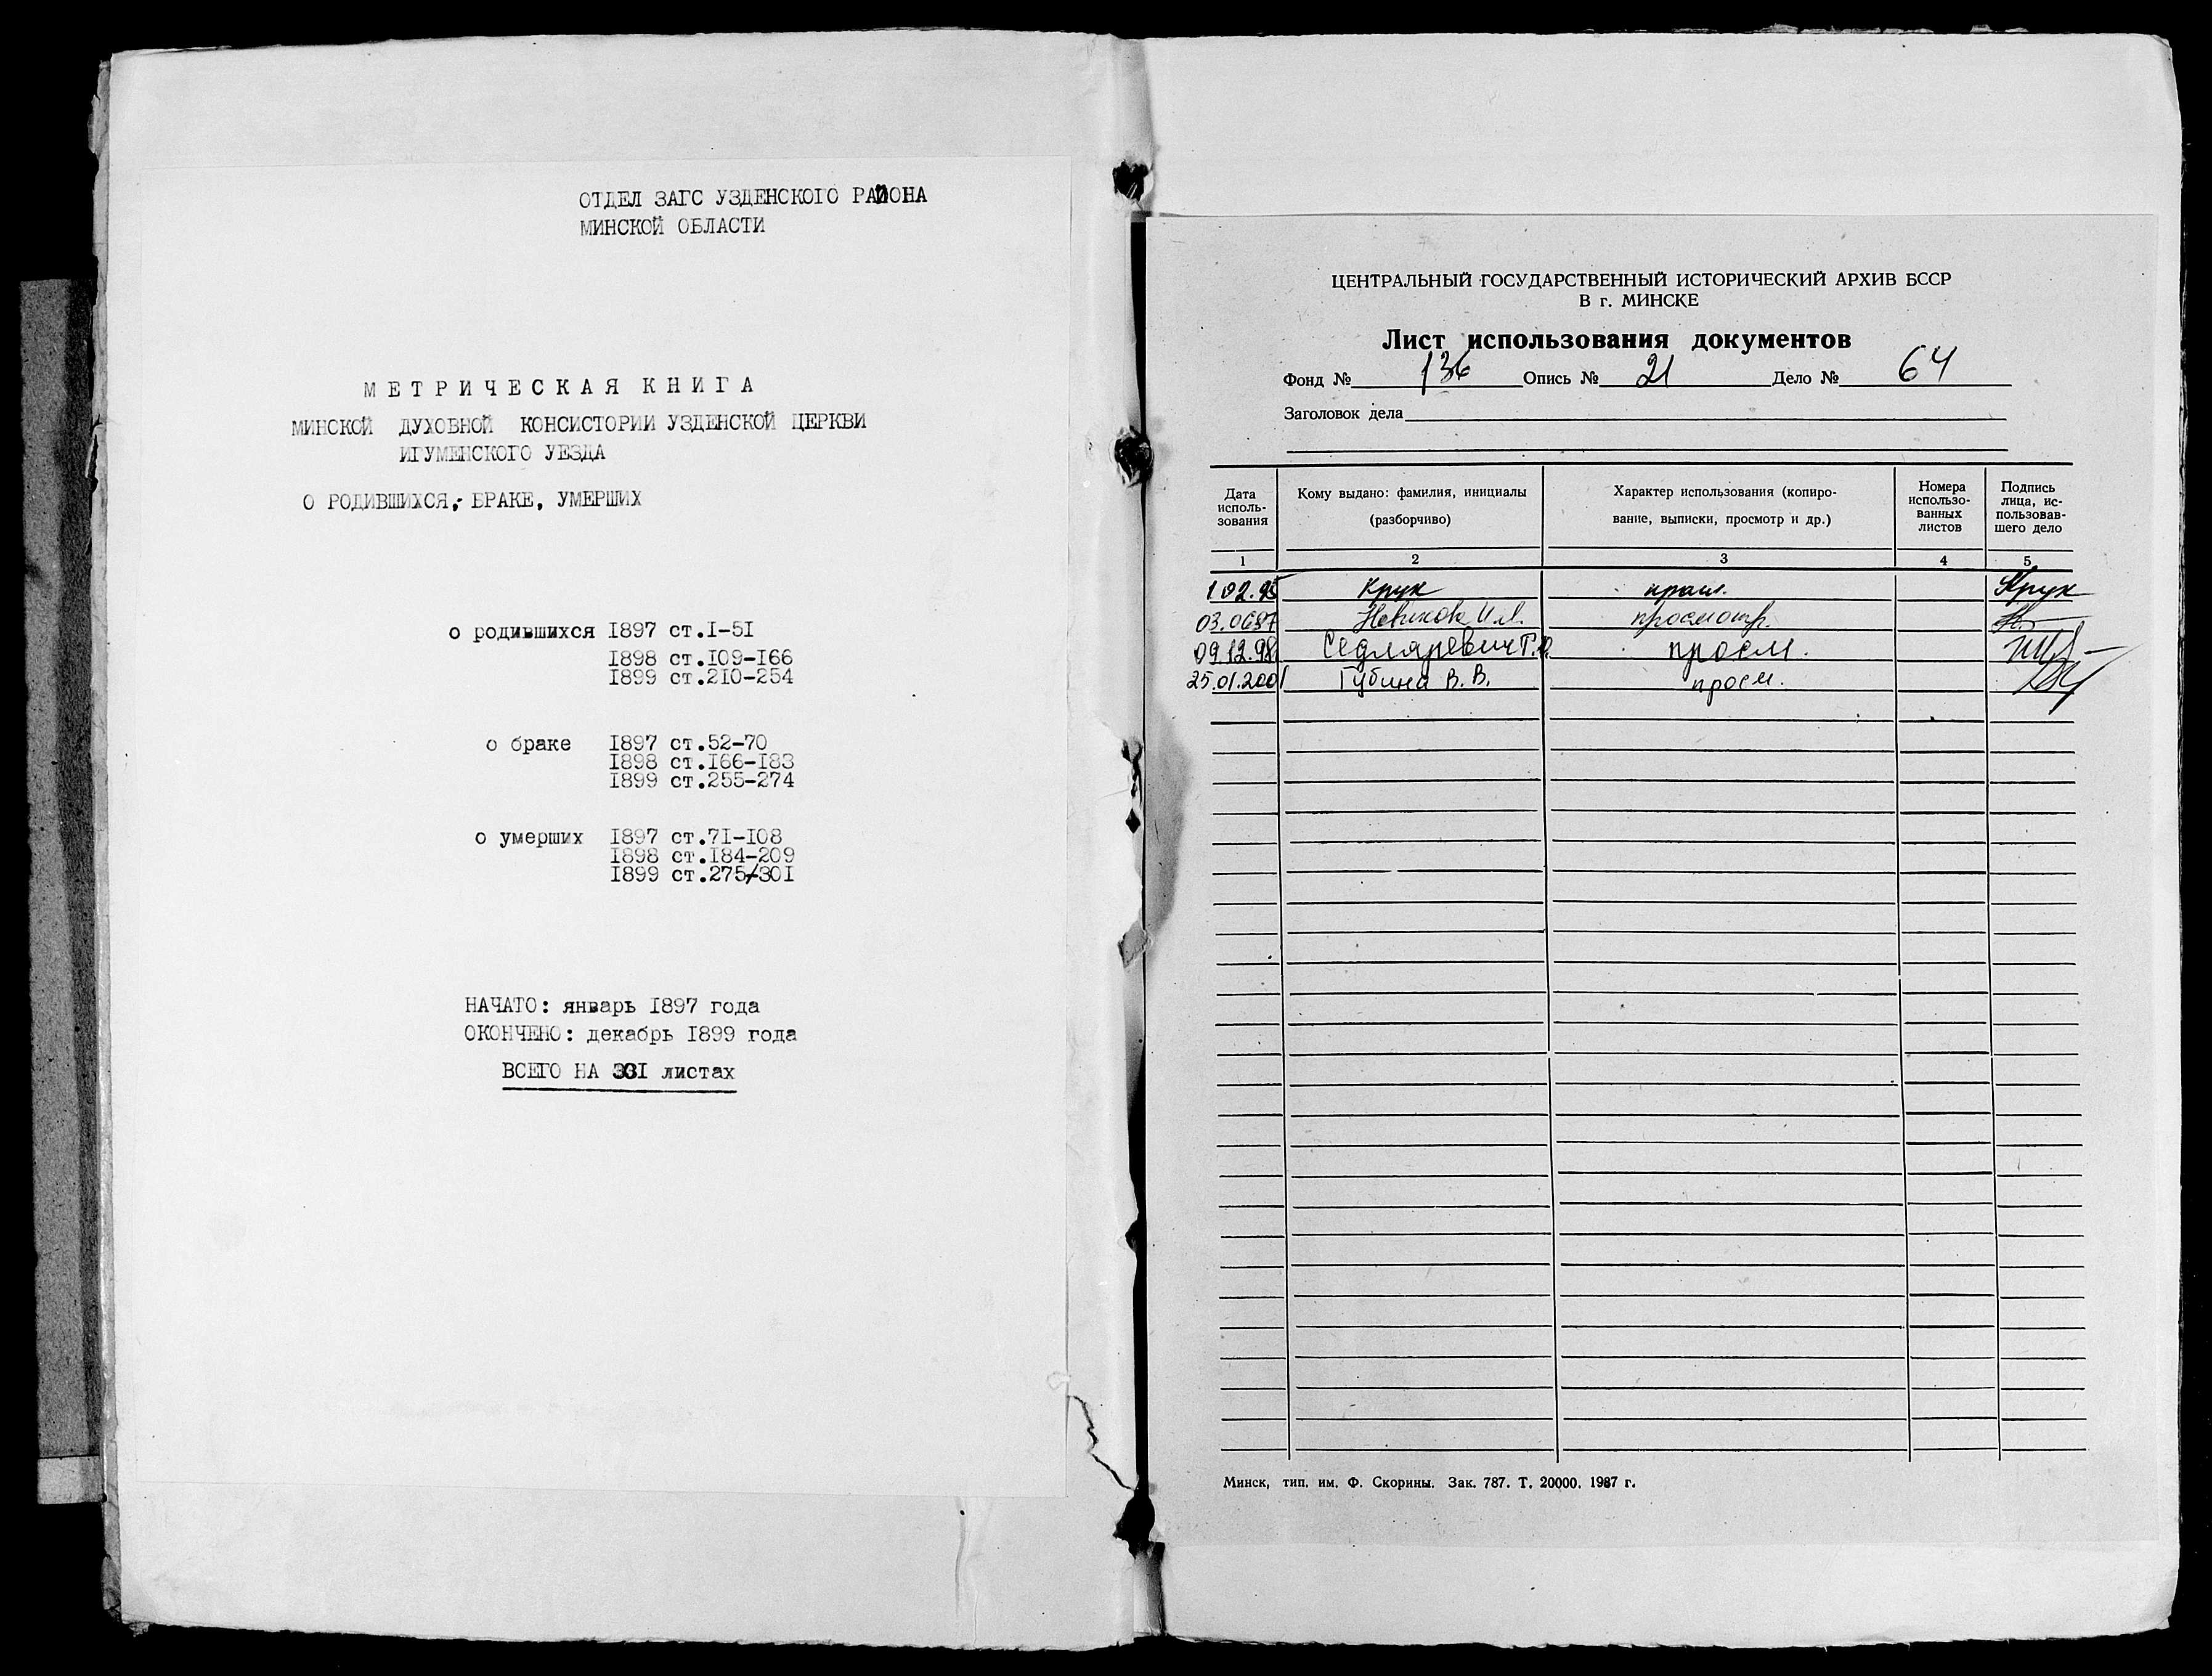 ОТДЕЛ ЗАГС УЗДЕНСКОГО РАЙОНА
МИНСКОЙ ОБЛАСТИ
МЕТРИЧЕСКАЯ КНИГА
МИНСКОЙ ДУХОВНОЙ КОНСИСТОРИИ УЗДЕНСКОЙ ЦЕРКВИ
ИГУМЕНСКОГО УЕЗДА
О РОДИВШИХСЯ, БРАКЕ, УМЕРШИХ
о родившихся 1897 ст.1-51
1898 ст.109-166
1899 ст.210-254
о браке 1897 ст.52-70
1898 ст.166-183
1899 ст.255-274
о умерших 1897 ст.71-108
1898 ст.184-209
1899 ст.275-301
НАЧАТО: январь 1897 года
ОКОНЧЕНО: декабрь 1899 года
ВСЕГО НА 301 листах
ЦЕНТРАЛЬНЫЙ ГОСУДАРСТВЕННЫЙ ИСТОРИЧЕСКИЙ АРХИВ БССР
В г. МИНСКЕ
Лист использования документов
Фонд № 136 Опись № 21 Дело № 64
Заголовок дела
Дата исполь-зования
Кому выдано: фамилия, инициалы
(разборчиво)
Характер использования (копиро-
вание, выписки, просмотр и др.)
Номера использо-ванных листов
Подпись лица, ис-пользовав-шего дело
1 2 3 4 5
1.02.95 Крук просм. Крук
Новикова И.А. просмотр.
09.12.98 просм.
25.01.2001 Губина В.В. просм.
Минск, тип. им. Ф. Скорины. Зак. 787. Т. 20000. 1987 г.